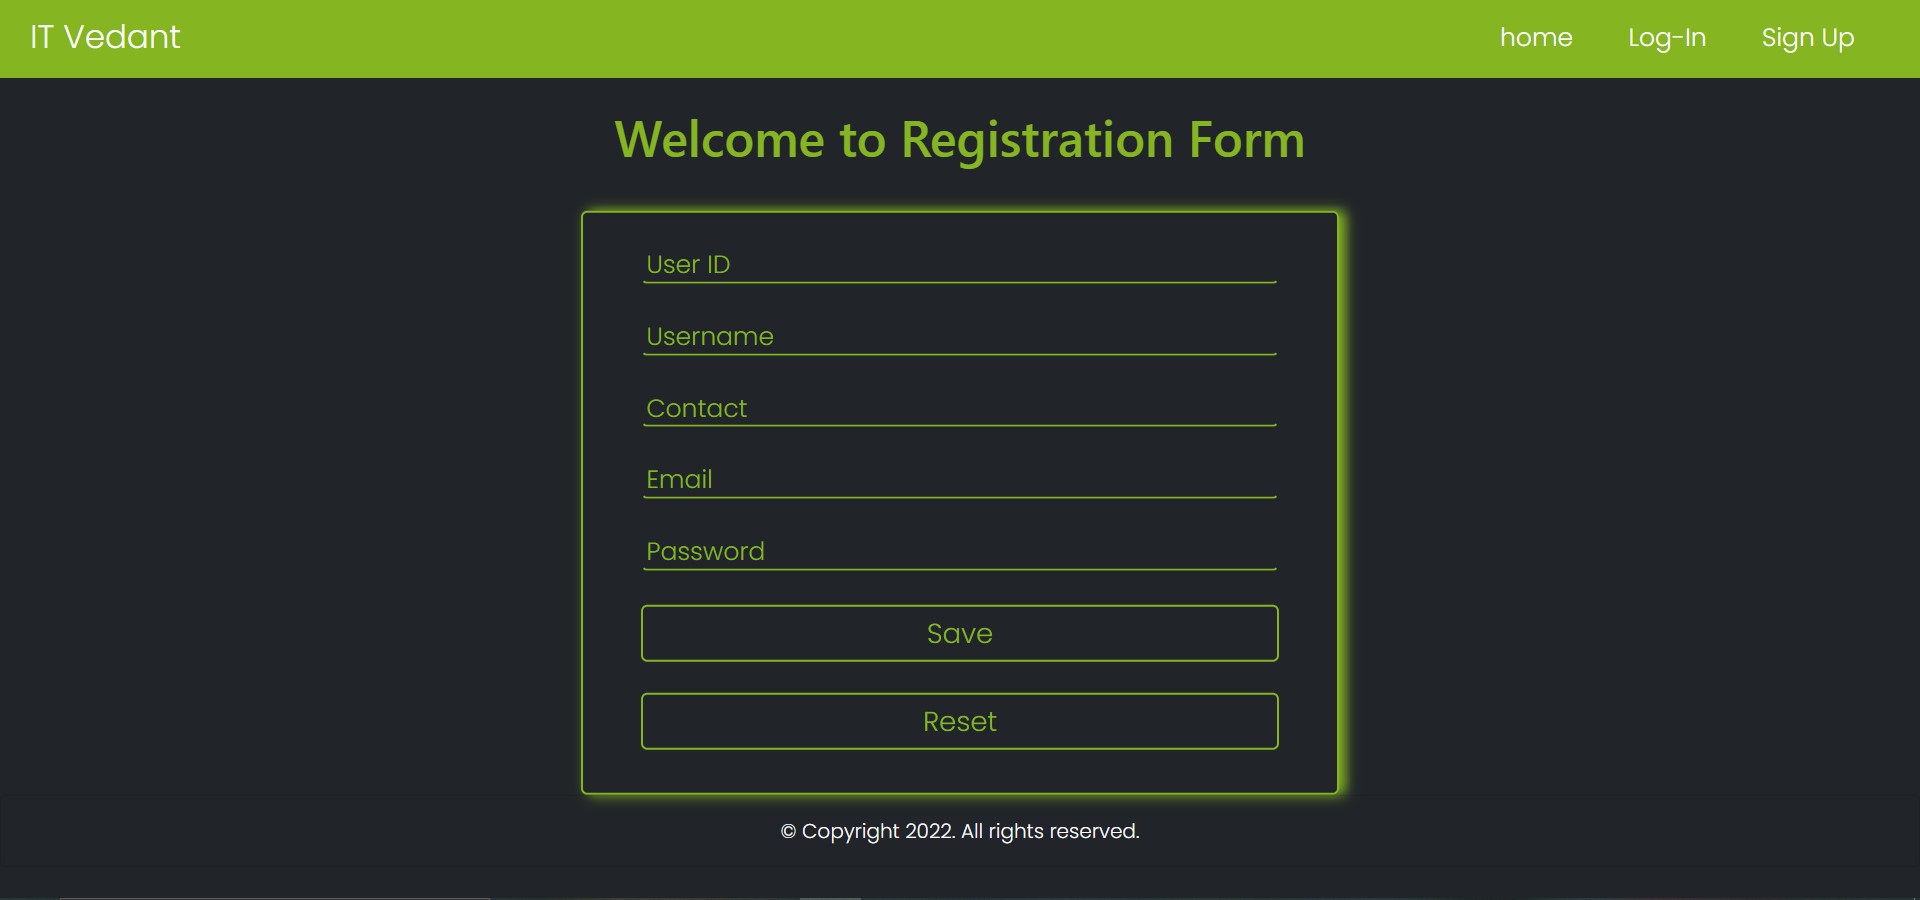 IT Vedant
home Log-In Sign Up
Welcome to Registration Form
User ID
Username
Contact
Email
Password
Save
Reset
© Copyright 2022. All rights reserved.